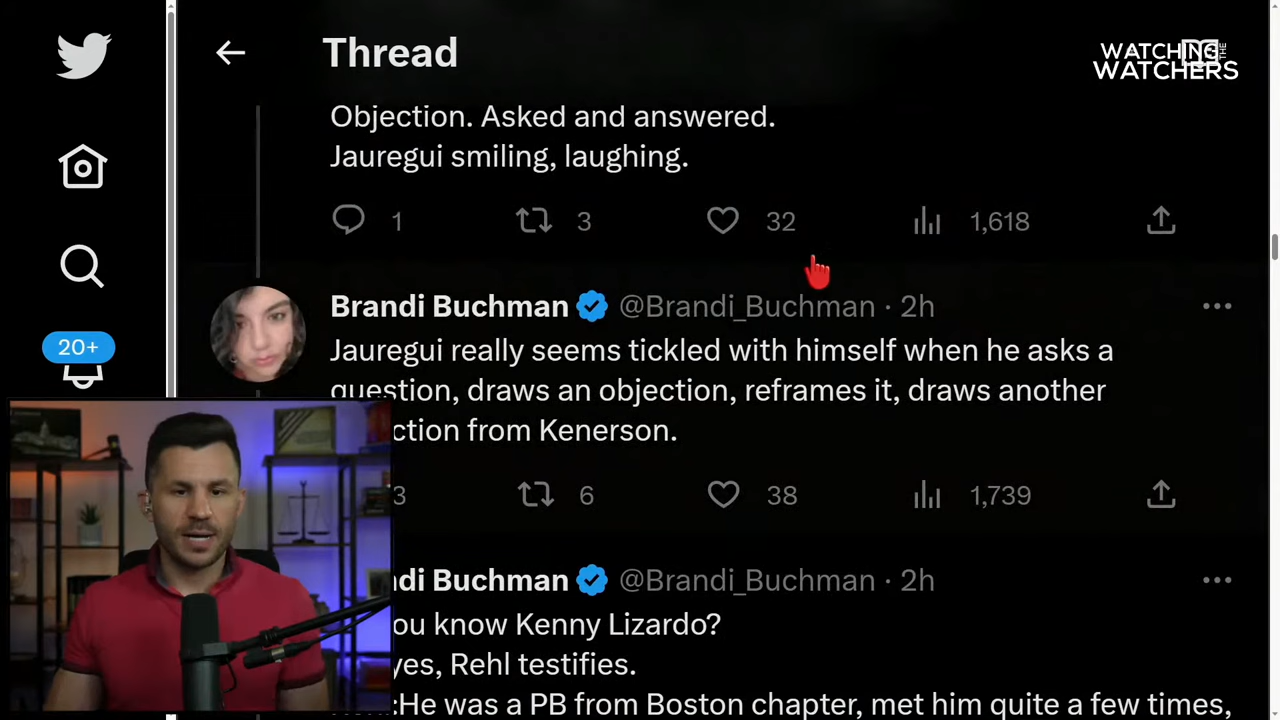 Thread
WATCHING THE
WATCHERS
Objection. Asked and answered.
Jauregui smiling, laughing.
1 3 32 1,618
Brandi Buchman @Brandi_Buchman · 2h
Jauregui really seems tickled with himself when he asks a
question, draws an objection, reframes it, draws another
ction from Kenerson.
3 6 38 1,739
20+
di Buchman @Brandi_Buchman · 2h
ou know Kenny Lizardo?
yes, Rehl testifies.
:He was a PB from Boston chapter, met him quite a few times,